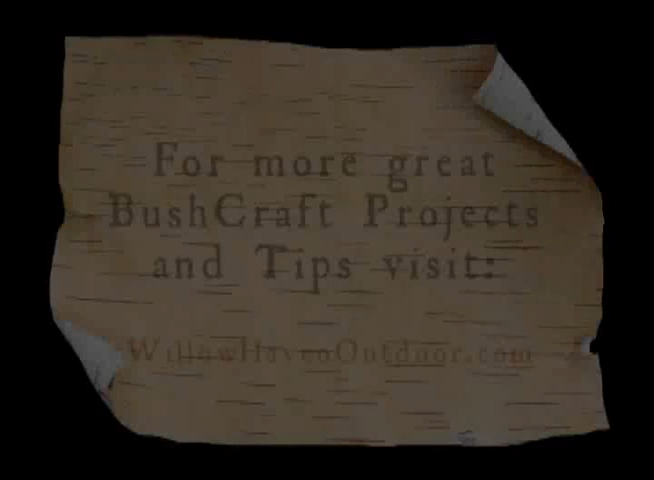 For more great
BushCraft Projects
and Tips visit:
WillowHavenOutdoor.com